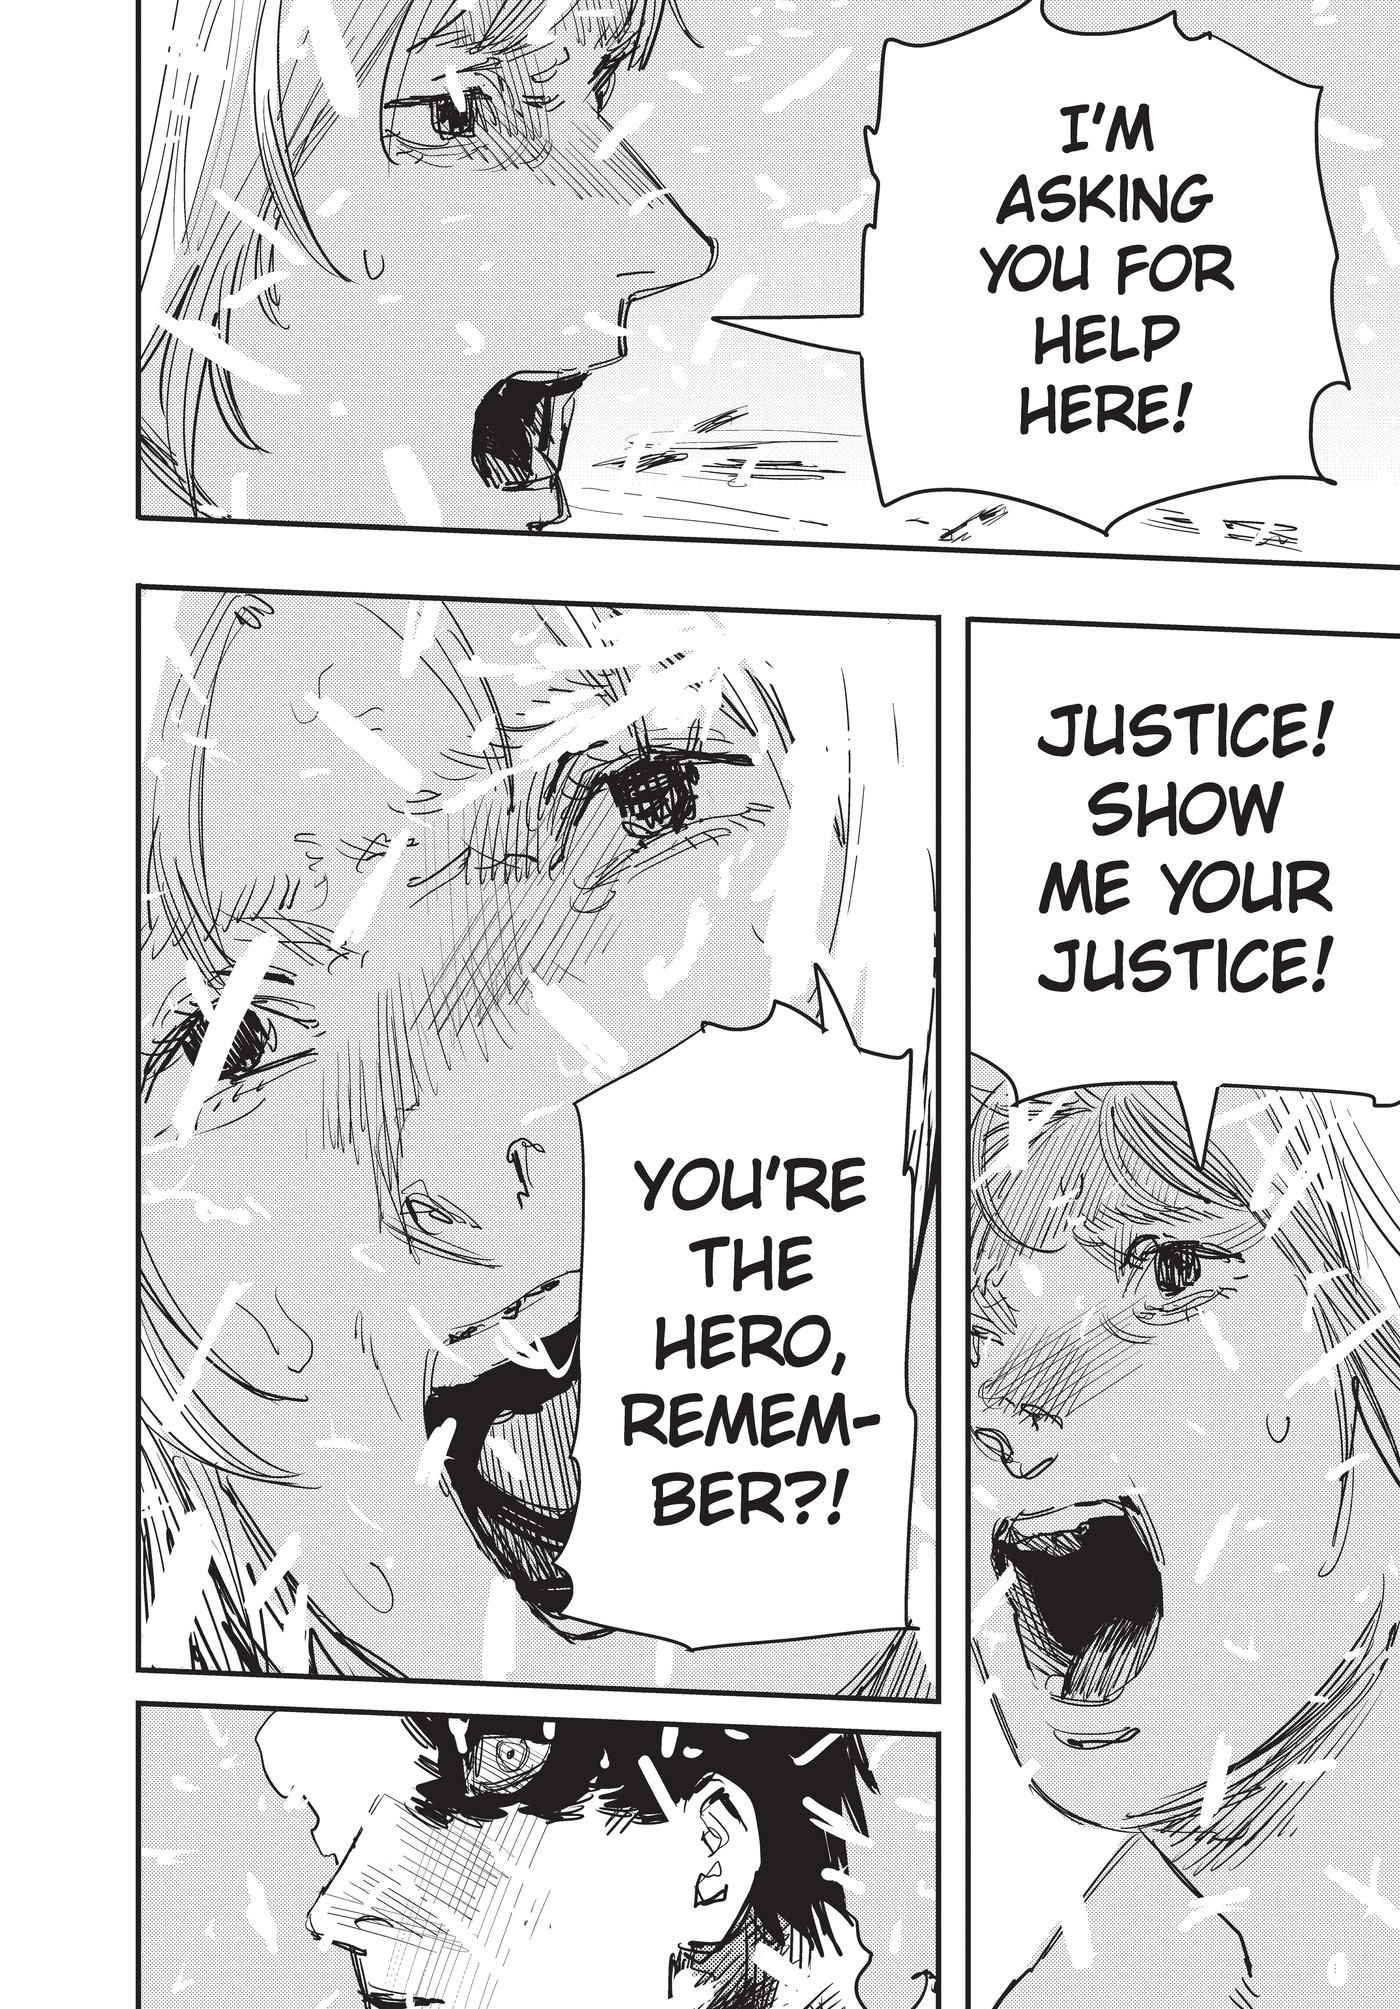 I'M
ASKING
YOU FOR
HELP
HERE!
JUSTICE!
SHOW
ME YOUR
JUSTICE!
YOU'RE
THE
HERO,
REMEM-
BER?!